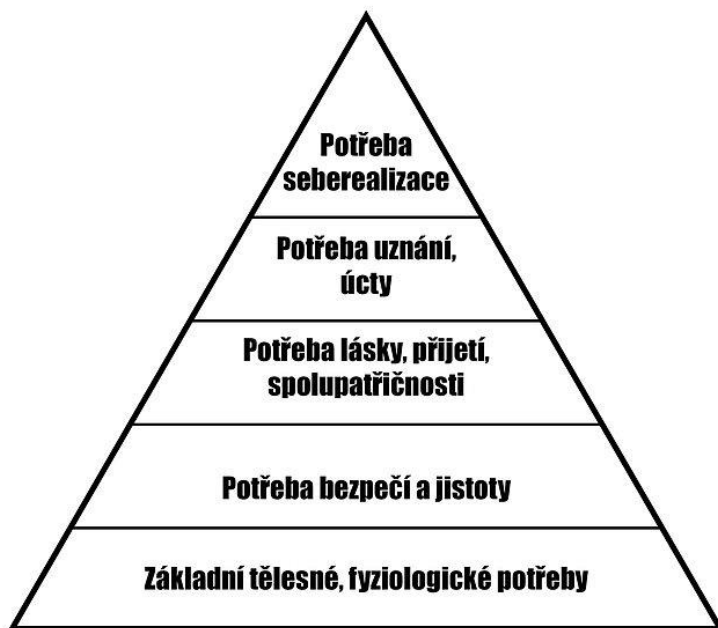 Potřeba
seberealizace
Potřeba uznání,
úcty
Potřeba lásky, přijetí,
spolupatřičnosti
Potřeba bezpečí a jistoty
Základní tělesné, fyziologické potřeby